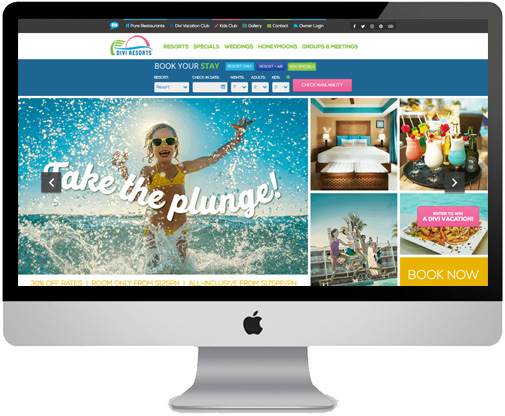 Pure Restaurants Divi Vacation Club Kids Club Gallery Contact Owner Login
DIVI RESORTS
RESORTS SPECIALS WEDDINGS HONEYMOONS GROUPS & MEETINGS
BOOK YOUR STAY RESORT ONLY RESORT + AIR VIEW SPECIALS
RESORT: CHECK-IN DATE: NIGHTS: ADULTS: KIDS:
Resort 7 2 0 CHECK AVAILABILITY
Take the plunge!
ENTER TO WIN
A DIVI VACATION!
30% OFF RATES | ROOM ONLY FROM $125PN | ALL-INCLUSIVE FROM $175PP/PN
BOOK NOW